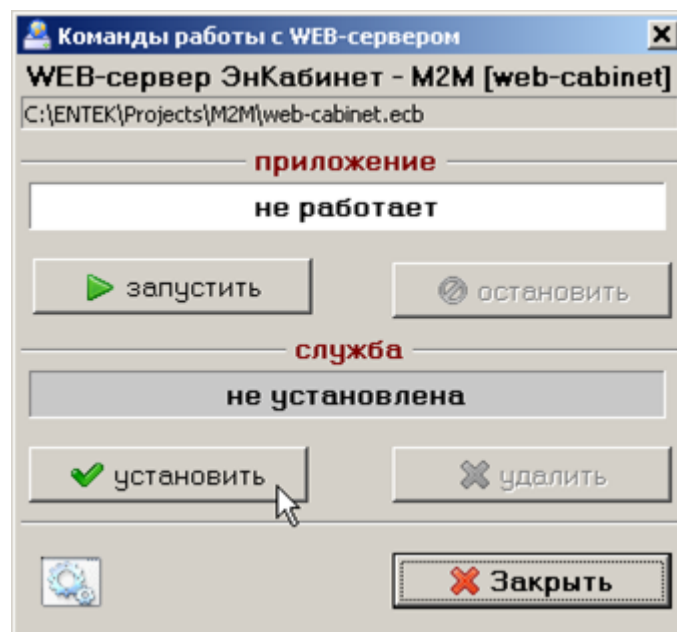 Команды работы с WEB-сервером
WEB-сервер ЭнКабинет - M2M [web-cabinet]
C:\ENTEK\Projects\M2M\web-cabinet.ecb
приложение
не работает
запустить
остановить
служба
не установлена
установить
удалить
Закрыть